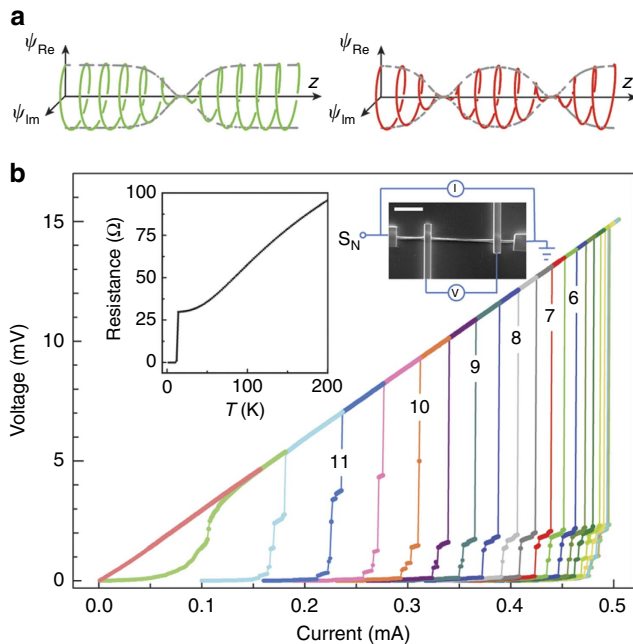 a
ψRe
ψIm
z
ψRe
ψIm
z
b
Voltage (mV)
15
10
5
0
0.0
0.1
0.2
0.3
0.4
0.5
Current (mA)
Resistance (Ω)
100
75
50
25
0
0
100
200
T (K)
I
SN
V
11
10
9
8
7
6